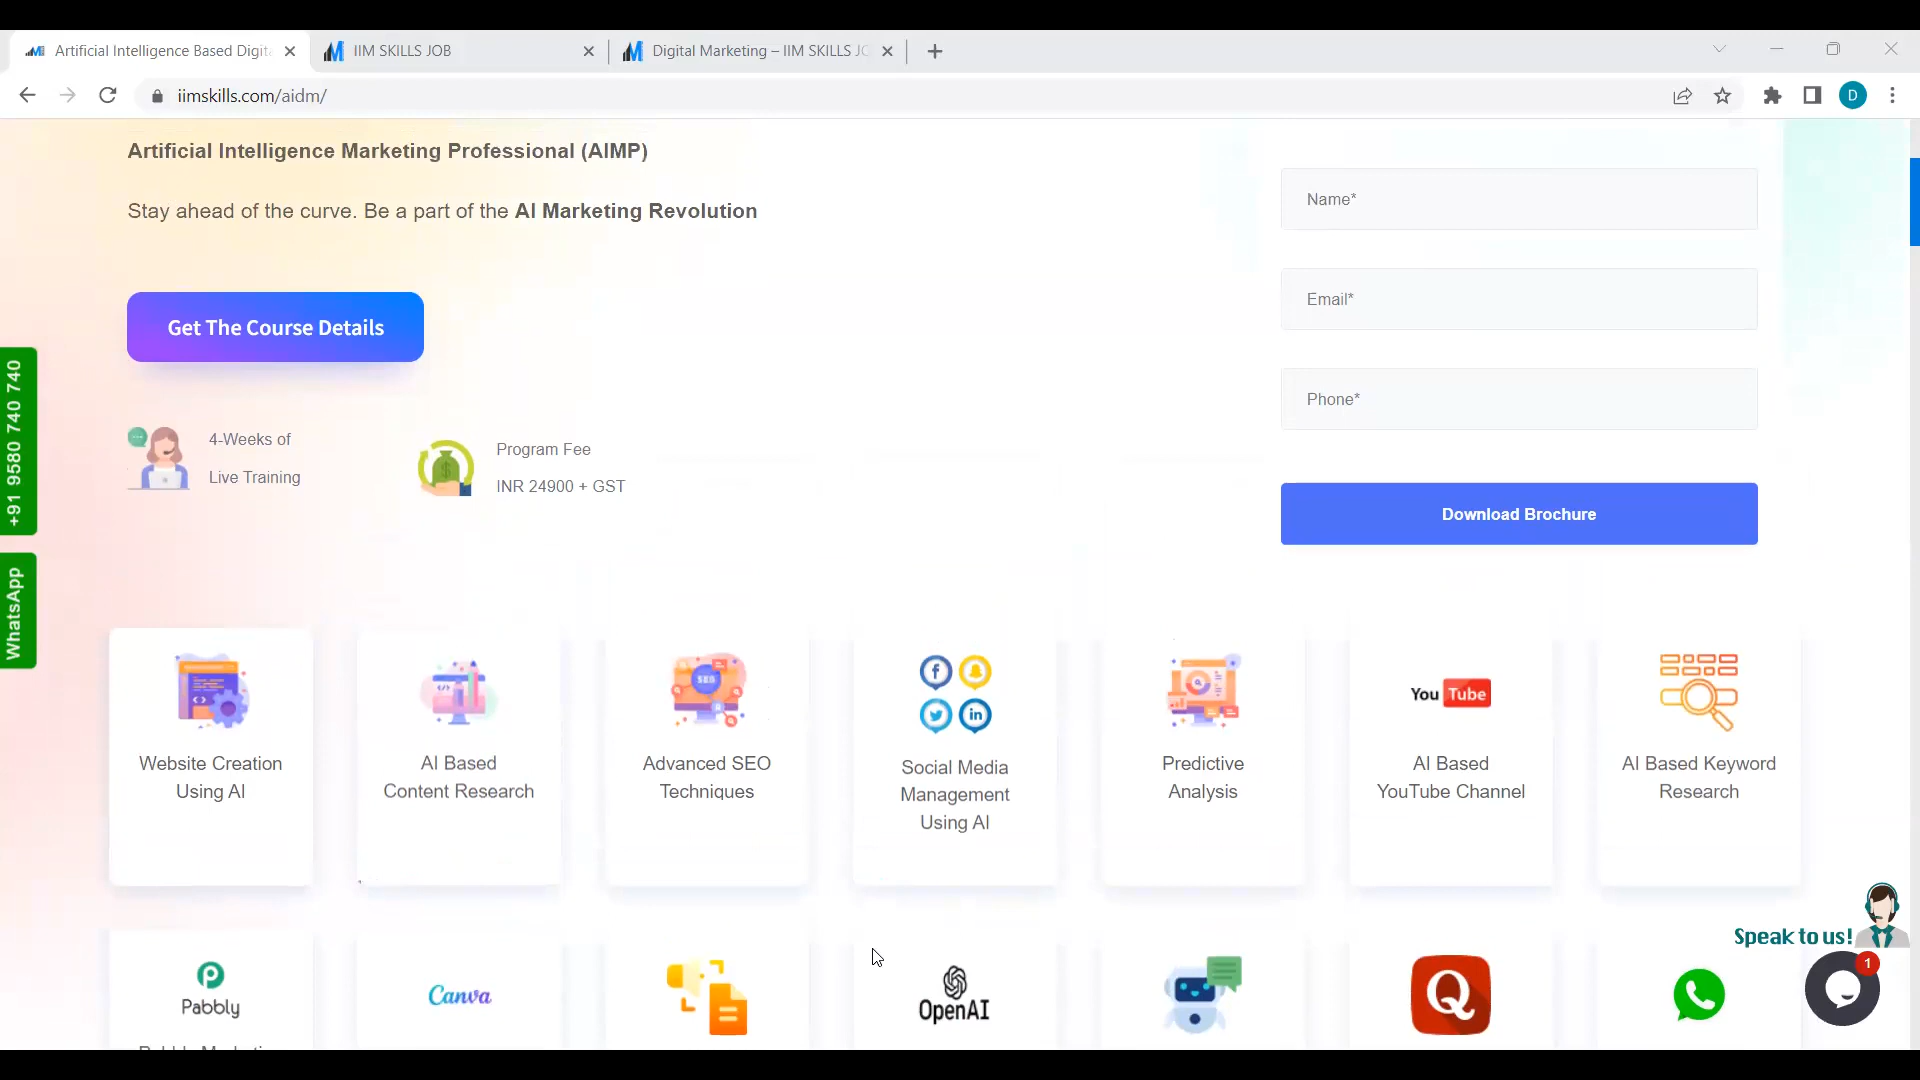 Artificial Intelligence Based Digita
IIM SKILLS JOB
Digital Marketing – IIM SKILLS JO
iimskills.com/aidm/
D
Artificial Intelligence Marketing Professional (AIMP)
Stay ahead of the curve. Be a part of the AI Marketing Revolution
Get The Course Details
4-Weeks of
Live Training
Program Fee
INR 24900 + GST
Name*
Email*
Phone*
Download Brochure
+91 9580 740 740
WhatsApp
SEO
You Tube
Website Creation
Using AI
AI Based
Content Research
Advanced SEO
Techniques
Social Media
Management
Using AI
Predictive
Analysis
AI Based
YouTube Channel
AI Based Keyword
Research
Speak to us!
1
Pabbly
Canva
OpenAI
Q